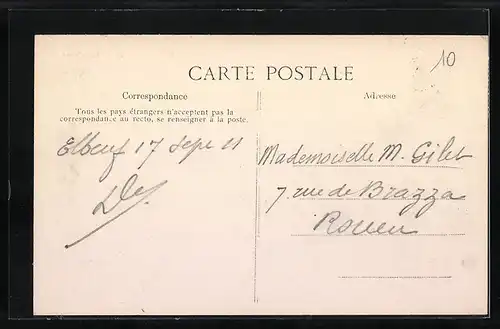 10
CARTE POSTALE
Correspondance
Tous les pays étrangers n'acceptent pas la
correspondance au recto, se renseigner à la poste.
Elbeuf 17 Sept 11
Adresse
Mademoiselle M. Gilet
7, rue de Brazza
Rouen